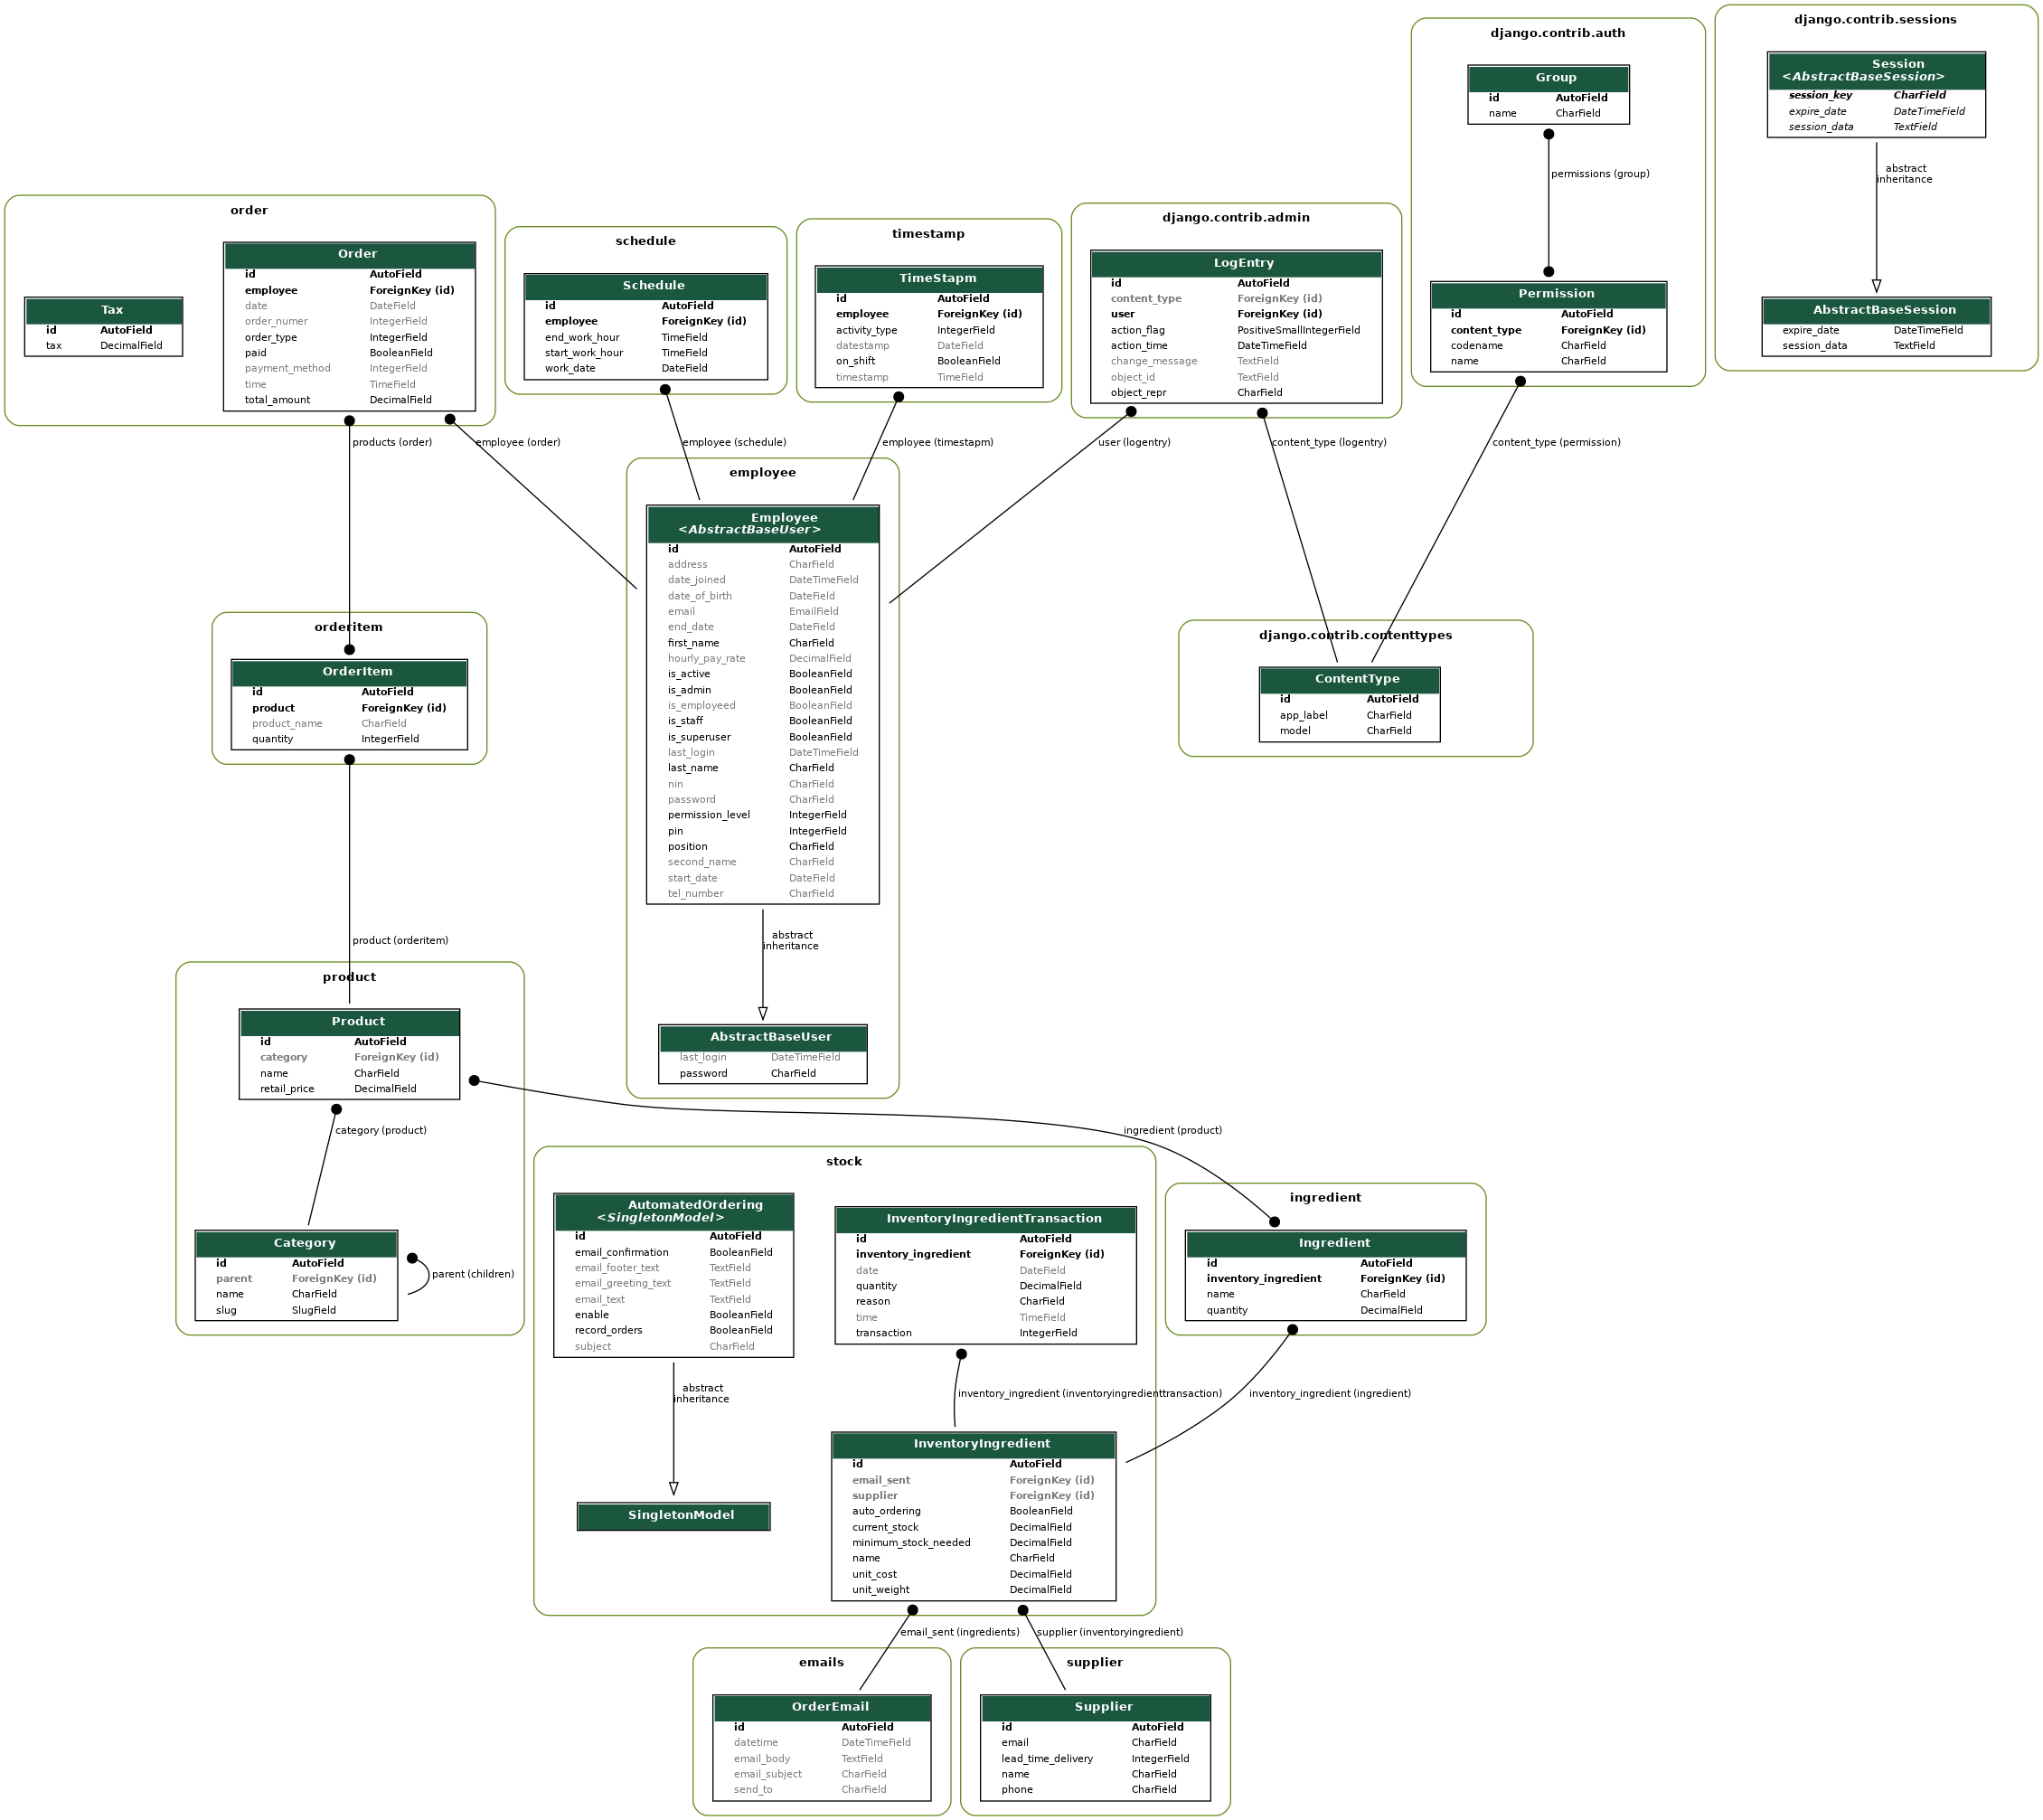 django.contrib.sessions
Session
<AbstractBaseSession>
session_key CharField
expire_date DateTimeField
session_data TextField
abstract
inheritance
AbstractBaseSession
expire_date DateTimeField
session_data TextField
django.contrib.auth
Group
id AutoField
name CharField
permissions (group)
Permission
id AutoField
content_type ForeignKey (id)
codename CharField
name CharField
order
Tax
id AutoField
tax DecimalField
Order
id AutoField
employee ForeignKey (id)
date DateField
order_numer IntegerField
order_type IntegerField
paid BooleanField
payment_method IntegerField
time TimeField
total_amount DecimalField
schedule
Schedule
id AutoField
employee ForeignKey (id)
end_work_hour TimeField
start_work_hour TimeField
work_date DateField
timestamp
TimeStapm
id AutoField
employee ForeignKey (id)
activity_type IntegerField
datestamp DateField
on_shift BooleanField
timestamp TimeField
django.contrib.admin
LogEntry
id AutoField
content_type ForeignKey (id)
user ForeignKey (id)
action_flag PositiveSmallIntegerField
action_time DateTimeField
change_message TextField
object_id TextField
object_repr CharField
products (order)
employee (order)
employee (schedule)
employee (timestapm)
user (logentry)
content_type (logentry)
content_type (permission)
employee
Employee
<AbstractBaseUser>
id AutoField
address CharField
date_joined DateTimeField
date_of_birth DateField
email EmailField
end_date DateField
first_name CharField
hourly_pay_rate DecimalField
is_active BooleanField
is_admin BooleanField
is_employeed BooleanField
is_staff BooleanField
is_superuser BooleanField
last_login DateTimeField
last_name CharField
nin CharField
password CharField
permission_level IntegerField
pin IntegerField
position CharField
second_name CharField
start_date DateField
tel_number CharField
abstract
inheritance
AbstractBaseUser
last_login DateTimeField
password CharField
orderitem
OrderItem
id AutoField
product ForeignKey (id)
product_name CharField
quantity IntegerField
django.contrib.contenttypes
ContentType
id AutoField
app_label CharField
model CharField
product (orderitem)
product
Product
id AutoField
category ForeignKey (id)
name CharField
retail_price DecimalField
category (product)
ingredient (product)
Category
id AutoField
parent ForeignKey (id)
name CharField
slug SlugField
parent (children)
stock
AutomatedOrdering
<SingletonModel>
id AutoField
email_confirmation BooleanField
email_footer_text TextField
email_greeting_text TextField
email_text TextField
enable BooleanField
record_orders BooleanField
subject CharField
abstract
inheritance
SingletonModel
InventoryIngredientTransaction
id AutoField
inventory_ingredient ForeignKey (id)
date DateField
quantity DecimalField
reason CharField
time TimeField
transaction IntegerField
ingredient
Ingredient
id AutoField
inventory_ingredient ForeignKey (id)
name CharField
quantity DecimalField
inventory_ingredient (inventoryingredienttransaction)
inventory_ingredient (ingredient)
InventoryIngredient
id AutoField
email_sent ForeignKey (id)
supplier ForeignKey (id)
auto_ordering BooleanField
current_stock DecimalField
minimum_stock_needed DecimalField
name CharField
unit_cost DecimalField
unit_weight DecimalField
email_sent (ingredients)
supplier (inventoryingredient)
emails
OrderEmail
id AutoField
datetime DateTimeField
email_body TextField
email_subject CharField
send_to CharField
supplier
Supplier
id AutoField
email CharField
lead_time_delivery IntegerField
name CharField
phone CharField